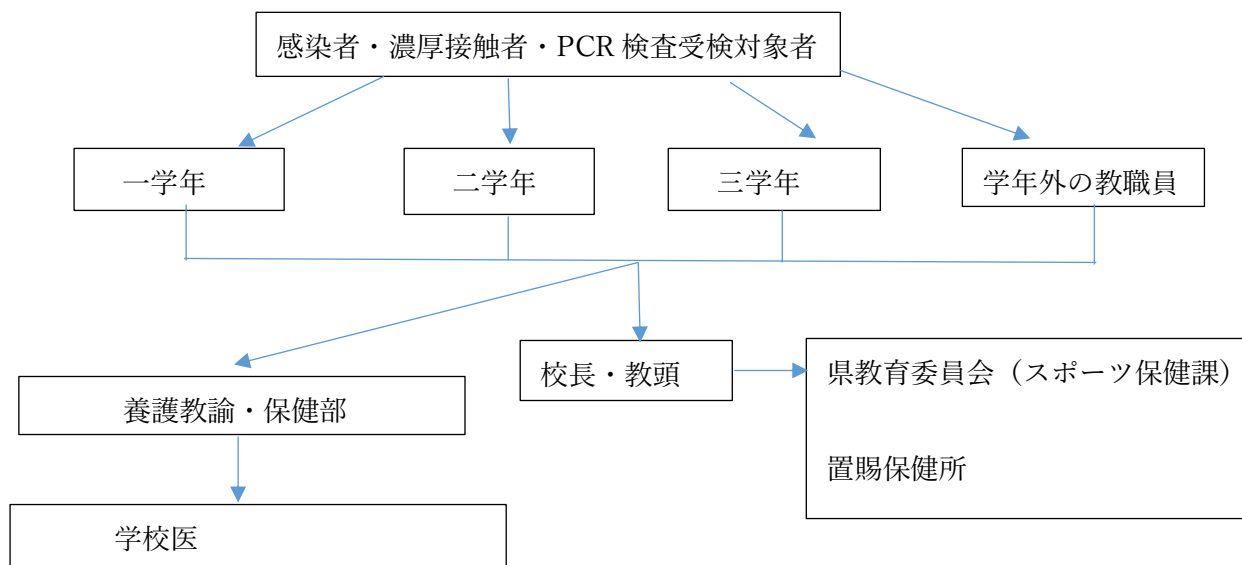 感染者・濃厚接触者・PCR 検査受検対象者
一学年
二学年
三学年
学年外の教職員
校長・教頭
県教育委員会（スポーツ保健課）
置賜保健所
養護教諭・保健部
学校医